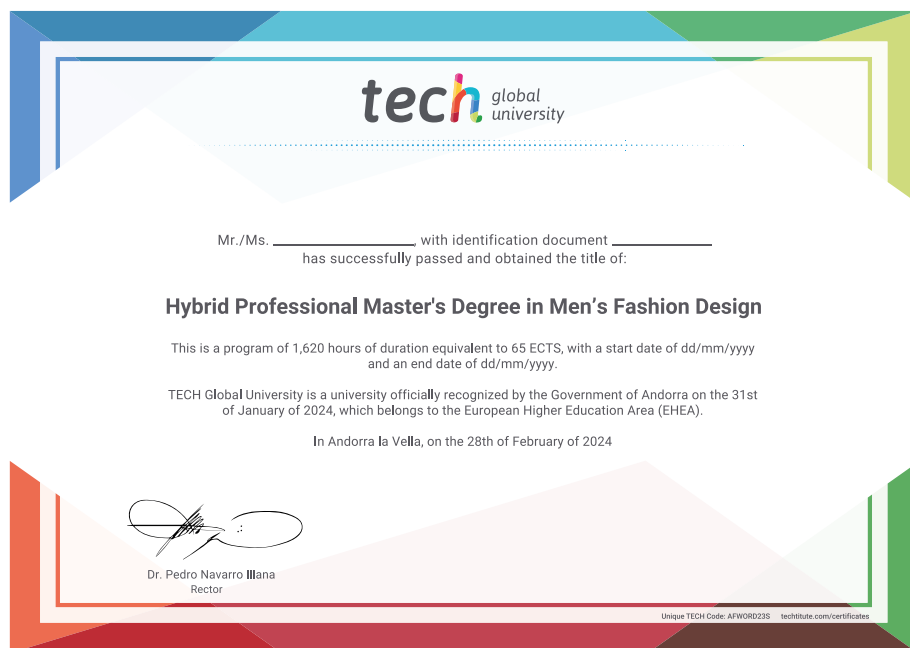 tech global university
Mr./Ms. ________________, with identification document ____________
has successfully passed and obtained the title of:
Hybrid Professional Master's Degree in Men’s Fashion Design
This is a program of 1,620 hours of duration equivalent to 65 ECTS, with a start date of dd/mm/yyyy
and an end date of dd/mm/yyyy.
TECH Global University is a university officially recognized by the Government of Andorra on the 31st
of January of 2024, which belongs to the European Higher Education Area (EHEA).
In Andorra la Vella, on the 28th of February of 2024
Dr. Pedro Navarro Illana
Rector
Unique TECH Code: AFWORD23S techtitute.com/certificates